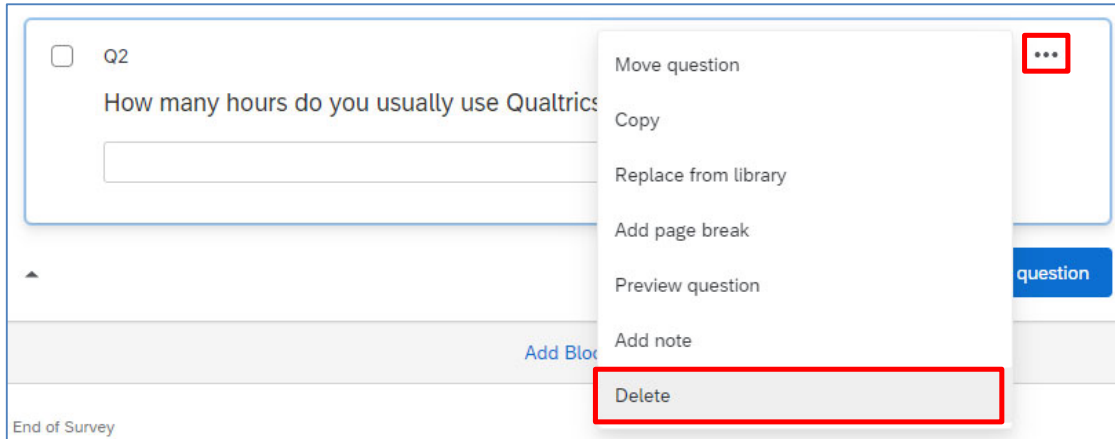 Q2
•••
How many hours do you usually use Qualtrics
Move question
Copy
Replace from library
Add page break
Preview question
Add note
Delete
question
Add Bloc
End of Survey